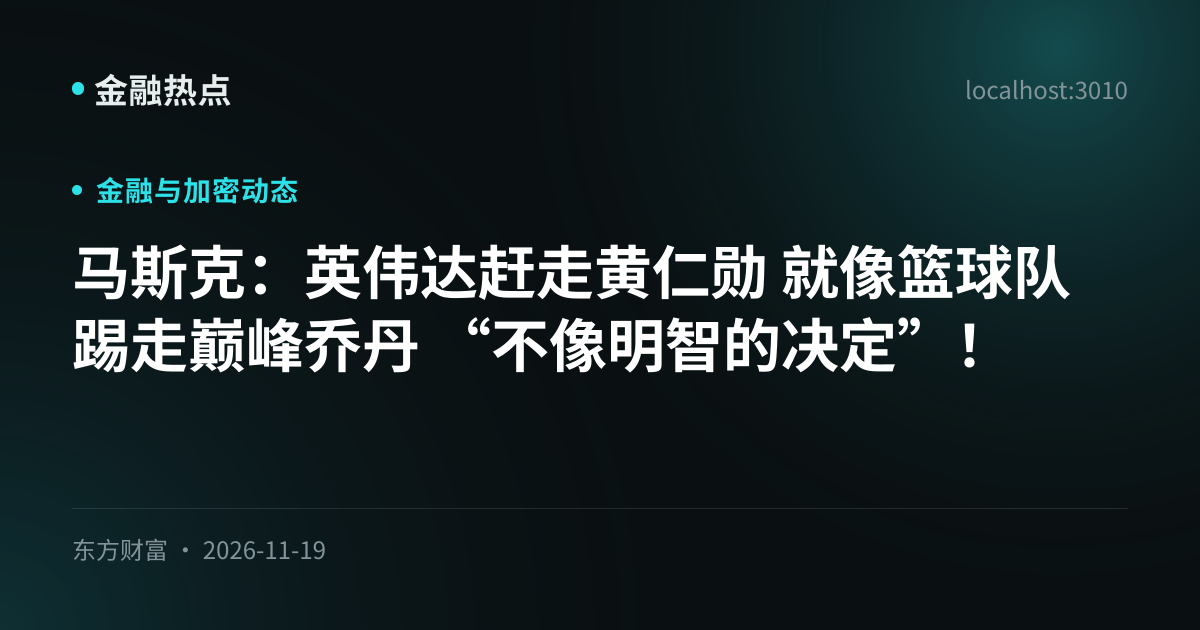 金融热点
localhost:3010
金融与加密动态
马斯克：英伟达赶走黄仁勋 就像篮球队
踢走巅峰乔丹 “不像明智的决定”！
东方财富 · 2026-11-19